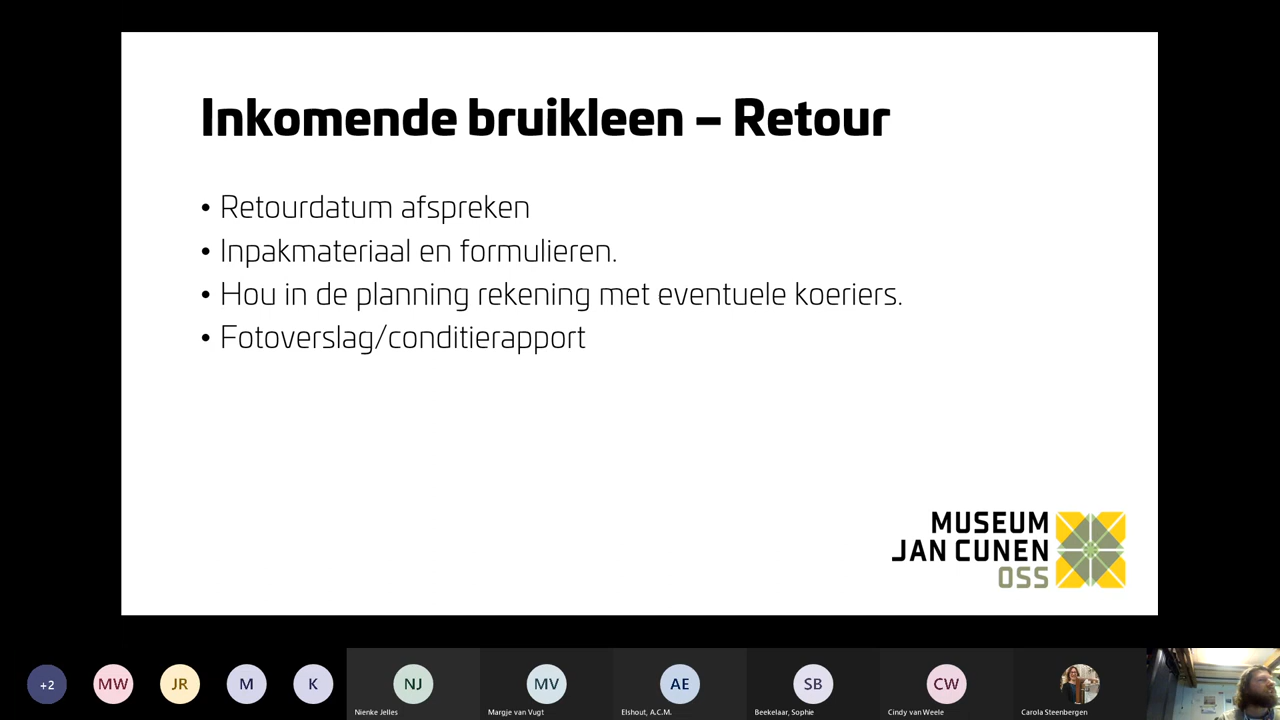 Inkomende bruikleen – Retour
• Retourdatum afspreken
• Inpakmateriaal en formulieren.
• Hou in de planning rekening met eventuele koeriers.
• Fotoverslag/conditierapport
MUSEUM
JAN CUNEN
OSS
+2
MW
JR
M
K
NJ
MV
AE
SB
CW
Nienke Jelles
Margje van Vugt
Elshout, A.C.M.
Beekelaar, Sophie
Cindy van Weele
Carola Steenbergen